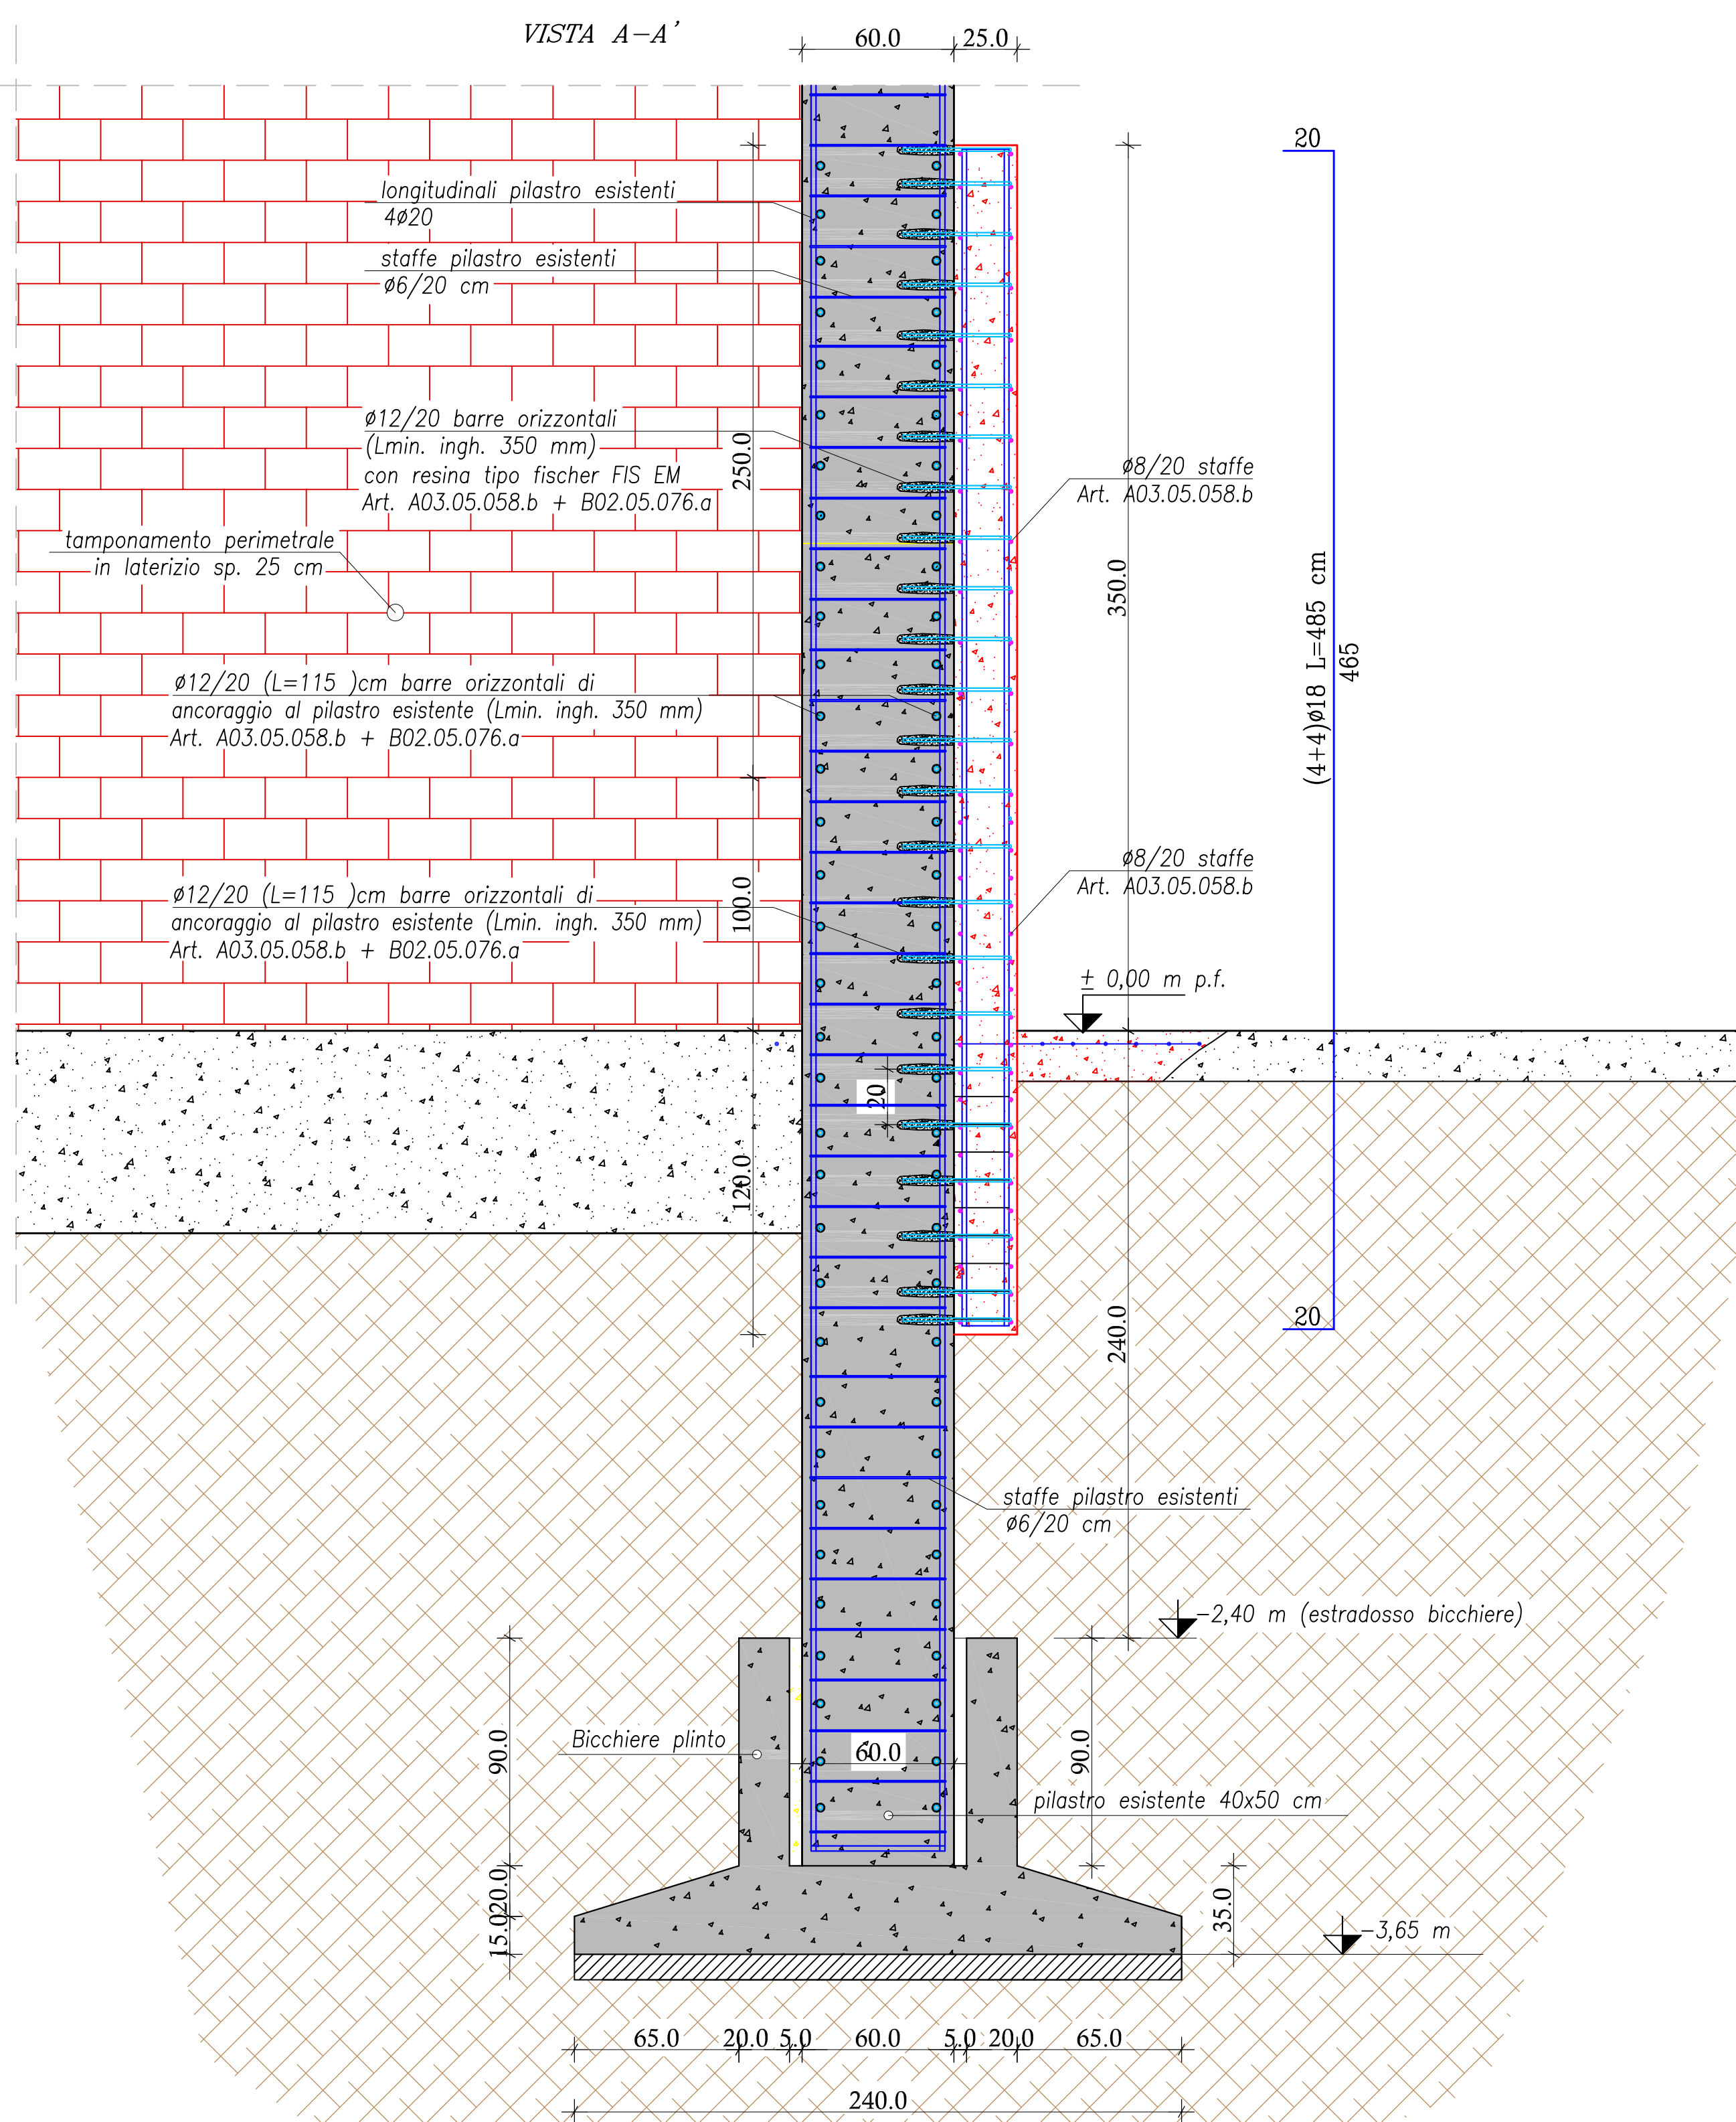 VISTA A-A'
60.0
25.0
20
longitudinali pilastro esistenti
4ø20
staffe pilastro esistenti
ø6/20 cm
ø12/20 barre orizzontali
(Lmin. ingh. 350 mm)
con resina tipo fischer FIS EM
Art. A03.05.058.b + B02.05.076.a
250.0
ø8/20 staffe
Art. A03.05.058.b
tamponamento perimetrale
in laterizio sp. 25 cm
350.0
(4+4)ø18 L=485 cm
465
ø12/20 (L=115 )cm barre orizzontali di
ancoraggio al pilastro esistente (Lmin. ingh. 350 mm)
Art. A03.05.058.b + B02.05.076.a
ø8/20 staffe
Art. A03.05.058.b
100.0
ø12/20 (L=115 )cm barre orizzontali di
ancoraggio al pilastro esistente (Lmin. ingh. 350 mm)
Art. A03.05.058.b + B02.05.076.a
± 0,00 m p.f.
20
120.0
240.0
20
staffe pilastro esistenti
ø6/20 cm
-2,40 m (estradosso bicchiere)
Bicchiere plinto
90.0
60.0
90.0
pilastro esistente 40x50 cm
20.0
15.0
35.0
-3,65 m
65.0
20.0
5.0
60.0
5.0
20.0
65.0
240.0